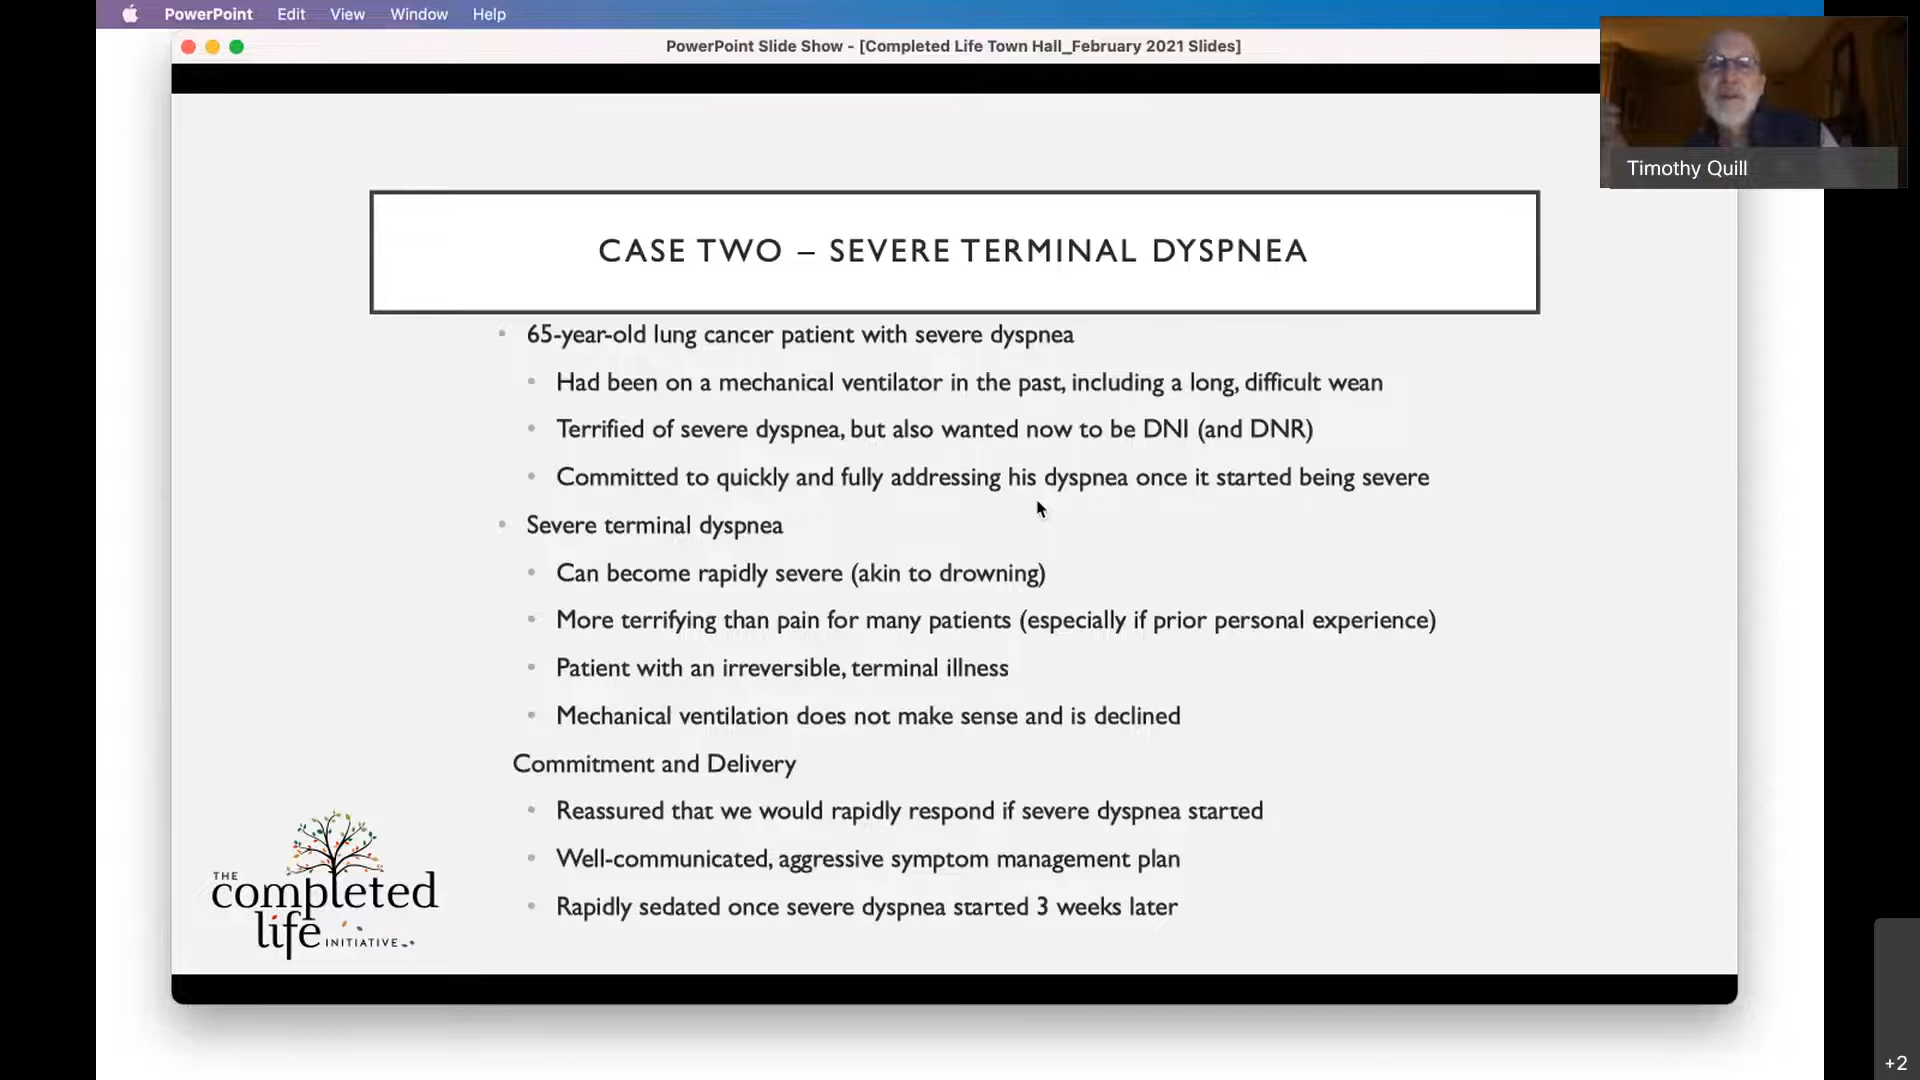 PowerPoint Edit View Window Help
PowerPoint Slide Show - [Completed Life Town Hall_February 2021 Slides]
Timothy Quill
CASE TWO – SEVERE TERMINAL DYSPNEA
• 65-year-old lung cancer patient with severe dyspnea
• Had been on a mechanical ventilator in the past, including a long, difficult wean
• Terrified of severe dyspnea, but also wanted now to be DNI (and DNR)
• Committed to quickly and fully addressing his dyspnea once it started being severe
• Severe terminal dyspnea
• Can become rapidly severe (akin to drowning)
• More terrifying than pain for many patients (especially if prior personal experience)
• Patient with an irreversible, terminal illness
• Mechanical ventilation does not make sense and is declined
Commitment and Delivery
• Reassured that we would rapidly respond if severe dyspnea started
• Well-communicated, aggressive symptom management plan
• Rapidly sedated once severe dyspnea started 3 weeks later
THE
completed
life INITIATIVE
+2